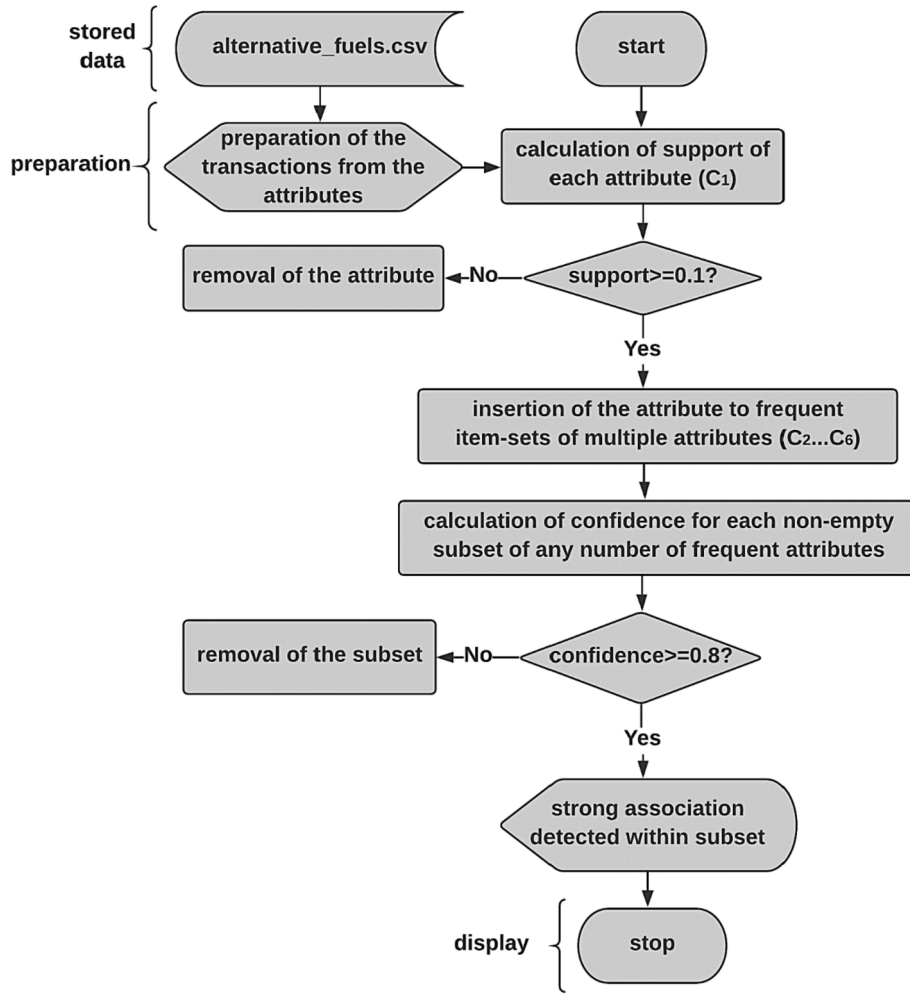 stored
data
alternative_fuels.csv
start
preparation
preparation of the
transactions from the
attributes
calculation of support of
each attribute (C₁)
removal of the attribute
No
support>=0.1?
Yes
insertion of the attribute to frequent
item-sets of multiple attributes (C₂...C₆)
calculation of confidence for each non-empty
subset of any number of frequent attributes
removal of the subset
No
confidence>=0.8?
Yes
strong association
detected within subset
display
stop